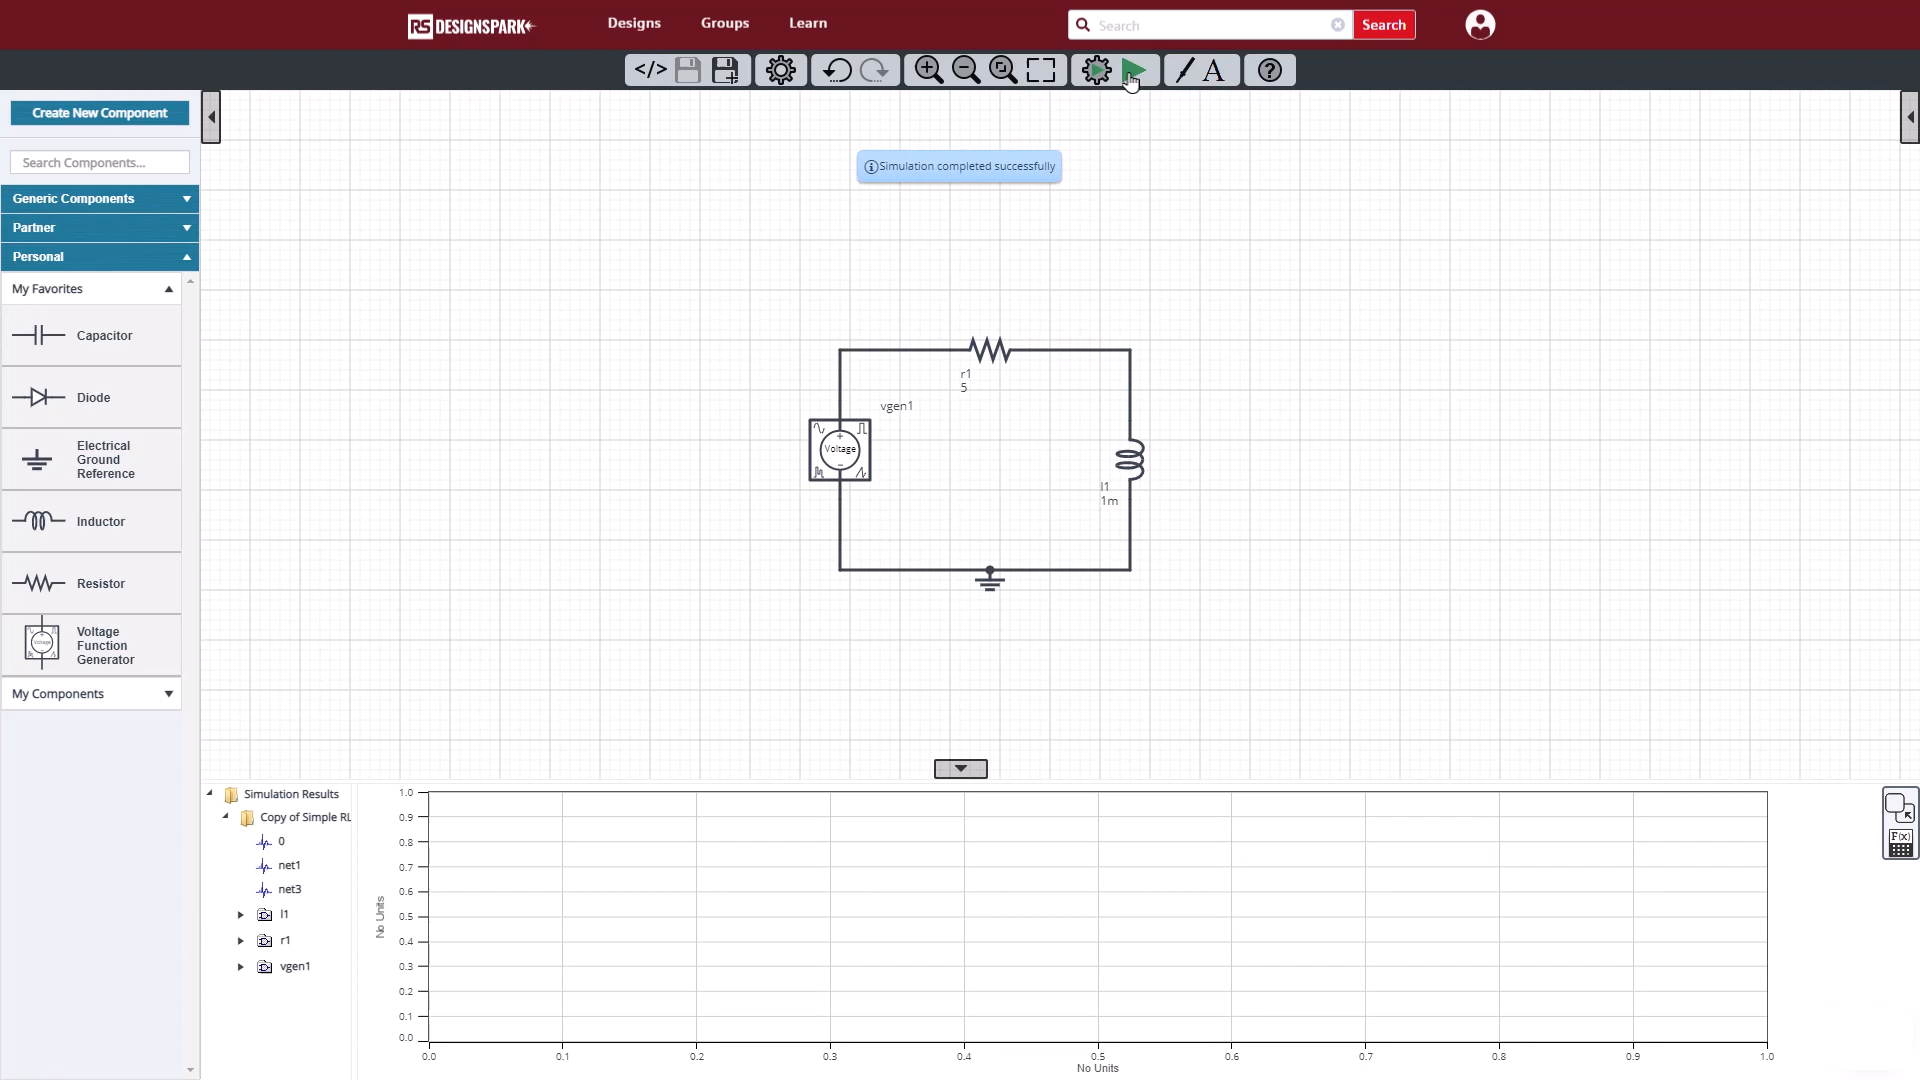 RS DESIGNSPARK
Designs
Groups
Learn
Search
Search
</>
A
?
Create New Component
Search Components...
Generic Components
Partner
Personal
My Favorites
Capacitor
Diode
Electrical
Ground
Reference
Inductor
Resistor
Voltage
Function
Generator
My Components
Simulation completed successfully
r1
5
vgen1
Voltage
l1
1m
Simulation Results
Copy of Simple RL
0
net1
net3
l1
r1
vgen1
No Units
1.0
0.9
0.8
0.7
0.6
0.5
0.4
0.3
0.2
0.1
0.0
0.0 0.1 0.2 0.3 0.4 0.5 0.6 0.7 0.8 0.9 1.0
No Units
F(x)